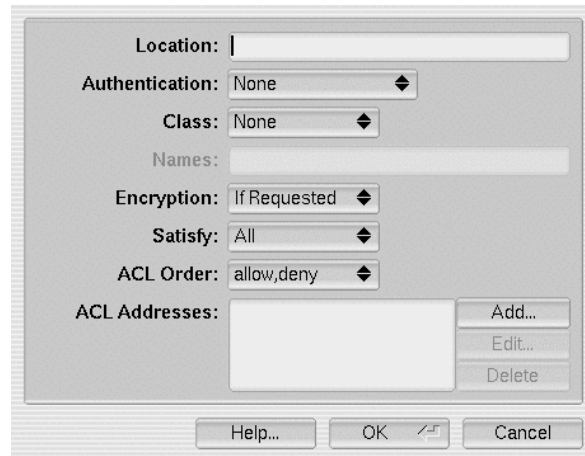 Location:
Authentication: None
Class: None
Names:
Encryption: If Requested
Satisfy: All
ACL Order: allow,deny
ACL Addresses:
Add...
Edit...
Delete
Help... OK Cancel